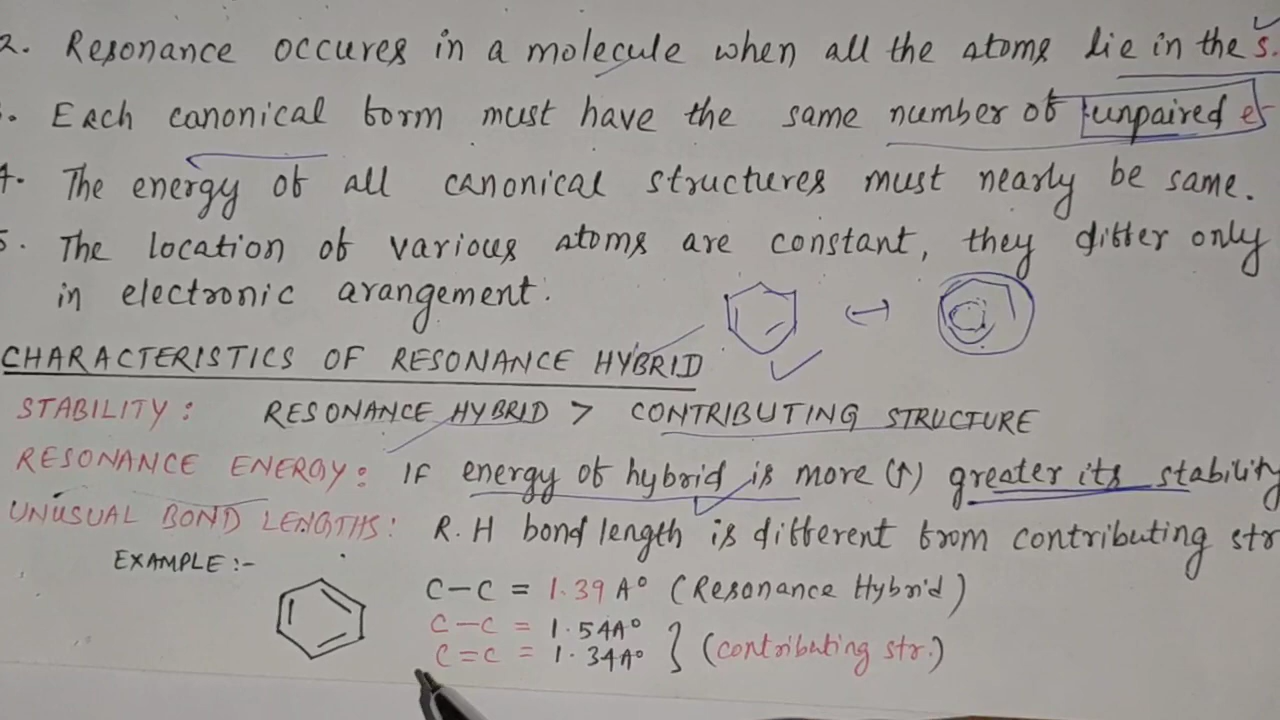 2. Resonance occures in a molecule when all the atoms lie in the s.
. Each canonical form must have the same number of unpaired e-
4. The energy of all canonical structures must nearly be same.
5. The location of various atoms are constant, they differ only
in electronic arangement.
CHARACTERISTICS OF RESONANCE HYBRID
STABILITY: RESONANCE HYBRID > CONTRIBUTING STRUCTURE
RESONANCE ENERGY: IF energy of hybrid is more (↑) greater its stability
UNUSUAL BOND LENGTHS: R.H bond length is different from contributing str
EXAMPLE:-
C-C = 1.39 A° (Resonance Hybrid)
C-C = 1.54A°
C=C = 1.34A° } (contributing str.)